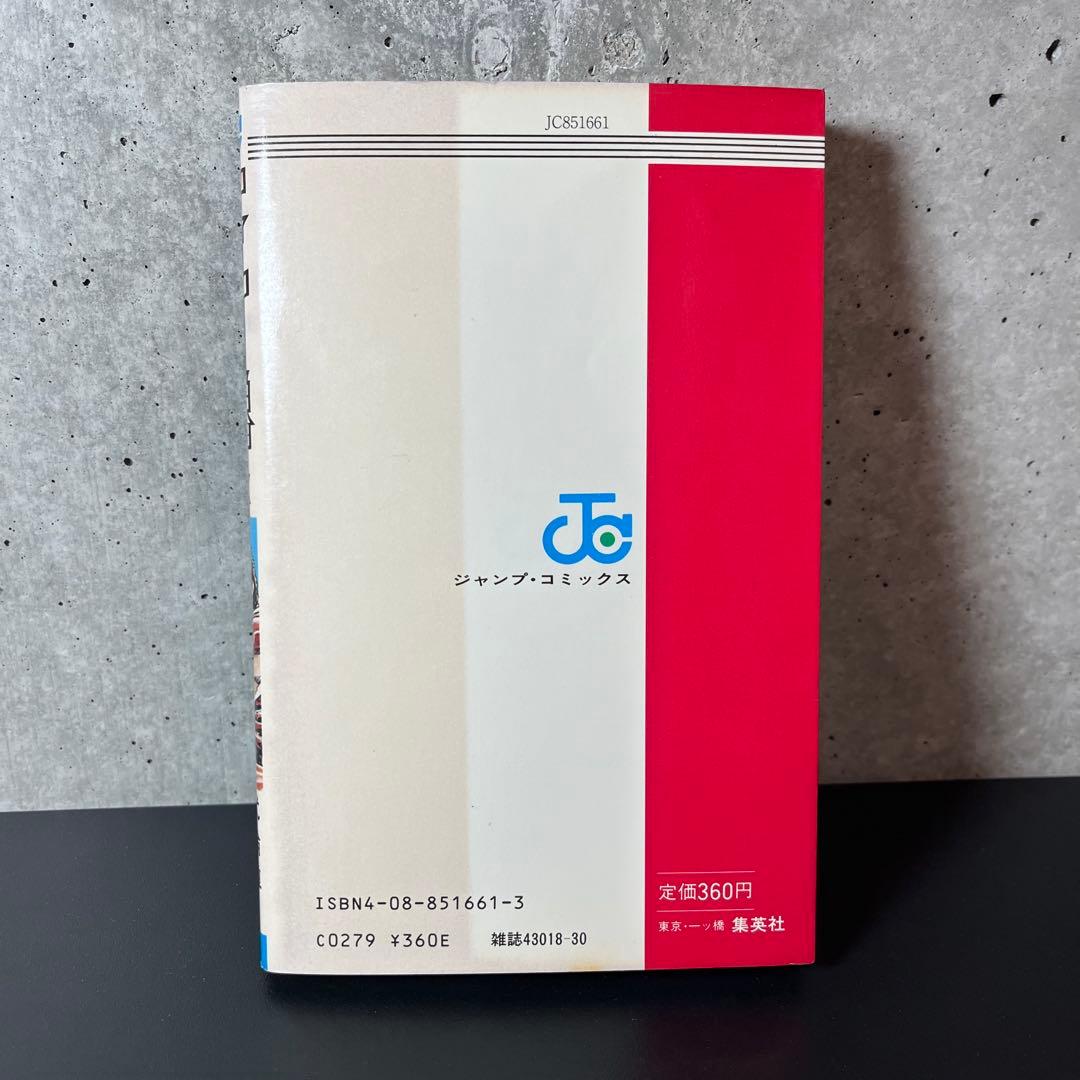 JC851661
JC
ジャンプ・コミックス
ISBN4-08-851661-3
C0279 ¥360E 雑誌43018-30
定価360円
東京・一ッ橋 集英社